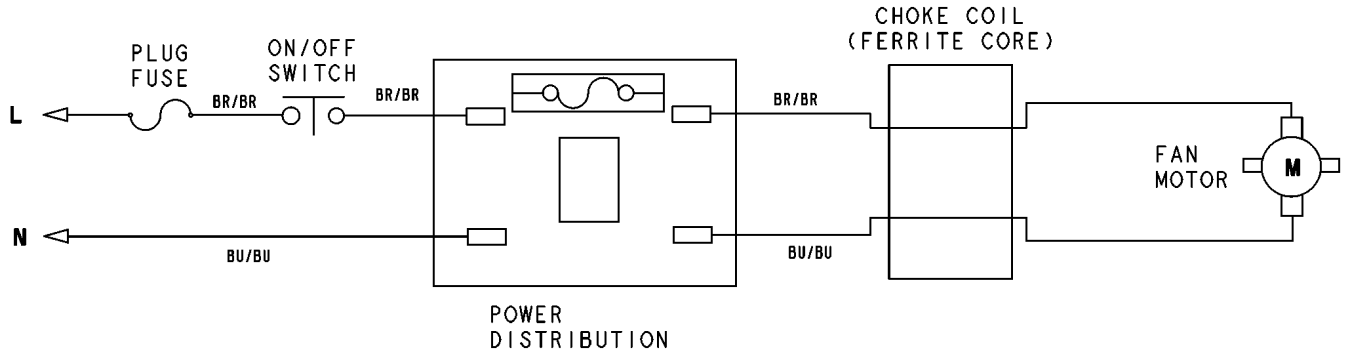 CHOKE COIL
(FERRITE CORE)
PLUG
FUSE
ON/OFF
SWITCH
L
BR/BR
BR/BR
BR/BR
FAN
MOTOR
M
N
BU/BU
BU/BU
POWER
DISTRIBUTION